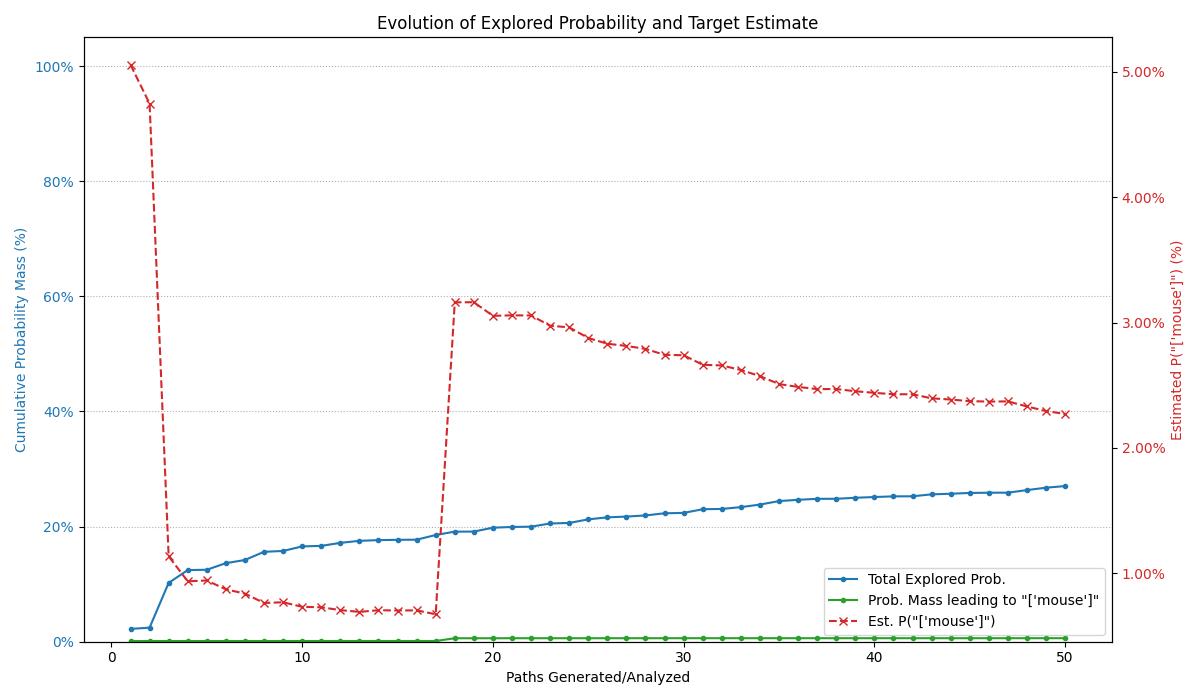 Evolution of Explored Probability and Target Estimate
100%
80%
60%
40%
20%
0%
Cumulative Probability Mass (%)
5.00%
4.00%
3.00%
2.00%
1.00%
Estimated P("['mouse']") (%)
Total Explored Prob.
Prob. Mass leading to "['mouse']"
Est. P("['mouse']")
0 10 20 30 40 50
Paths Generated/Analyzed